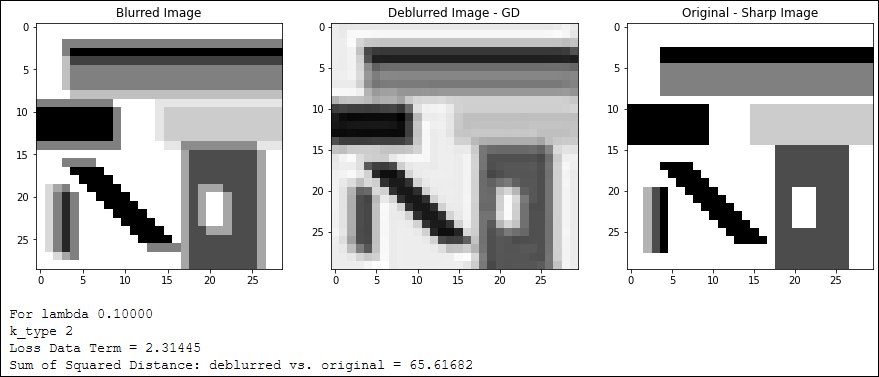 Blurred Image Deblurred Image - GD Original - Sharp Image
0 0 0
5 5 5
10 10 10
15 15 15
20 20 20
25 25 25
0 5 10 15 20 25 0 5 10 15 20 25 0 5 10 15 20 25
For lambda 0.10000
k_type 2
Loss Data Term = 2.31445
Sum of Squared Distance: deblurred vs. original = 65.61682